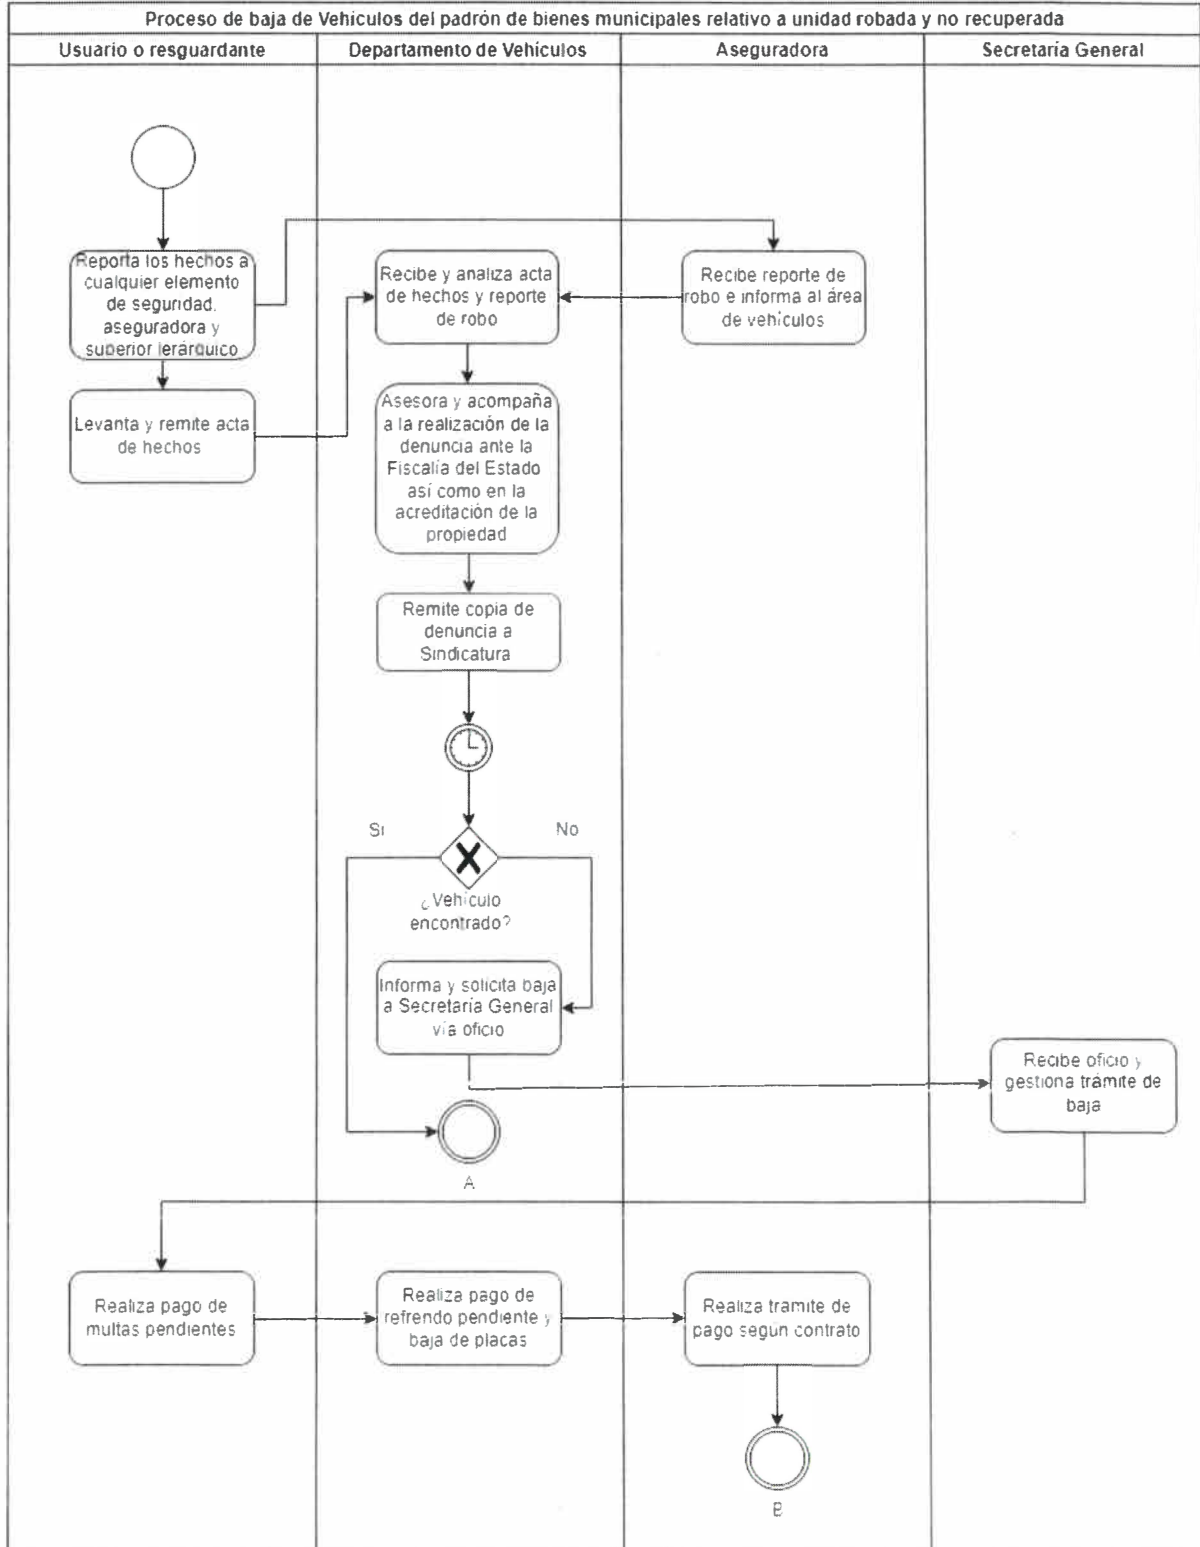 Proceso de baja de Vehículos del padrón de bienes municipales relativo a unidad robada y no recuperada
Usuario o resguardante
Departamento de Vehículos
Aseguradora
Secretaría General
Reporta los hechos a
cualquier elemento
de seguridad,
aseguradora y
superior jerárquico
Recibe y analiza acta
de hechos y reporte
de robo
Recibe reporte de
robo e informa al área
de vehículos
Levanta y remite acta
de hechos
Asesora y acompaña
a la realización de la
denuncia ante la
Fiscalía del Estado
así como en la
acreditación de la
propiedad
Remite copia de
denuncia a
Sindicatura
Si
No
¿Vehículo
encontrado?
Informa y solicita baja
a Secretaría General
vía oficio
Recibe oficio y
gestiona trámite de
baja
A
Realiza pago de
multas pendientes
Realiza pago de
refrendo pendiente y
baja de placas
Realiza tramite de
pago según contrato
B